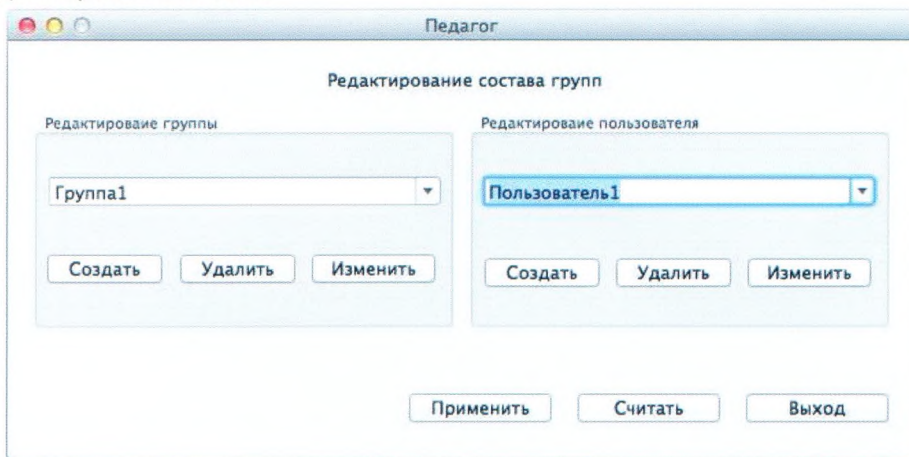 Педагог
Редактирование состава групп
Редактироваие группы
Редактироваие пользователя
Группа1
Пользователь1
Создать Удалить Изменить
Создать Удалить Изменить
Применить Считать Выход